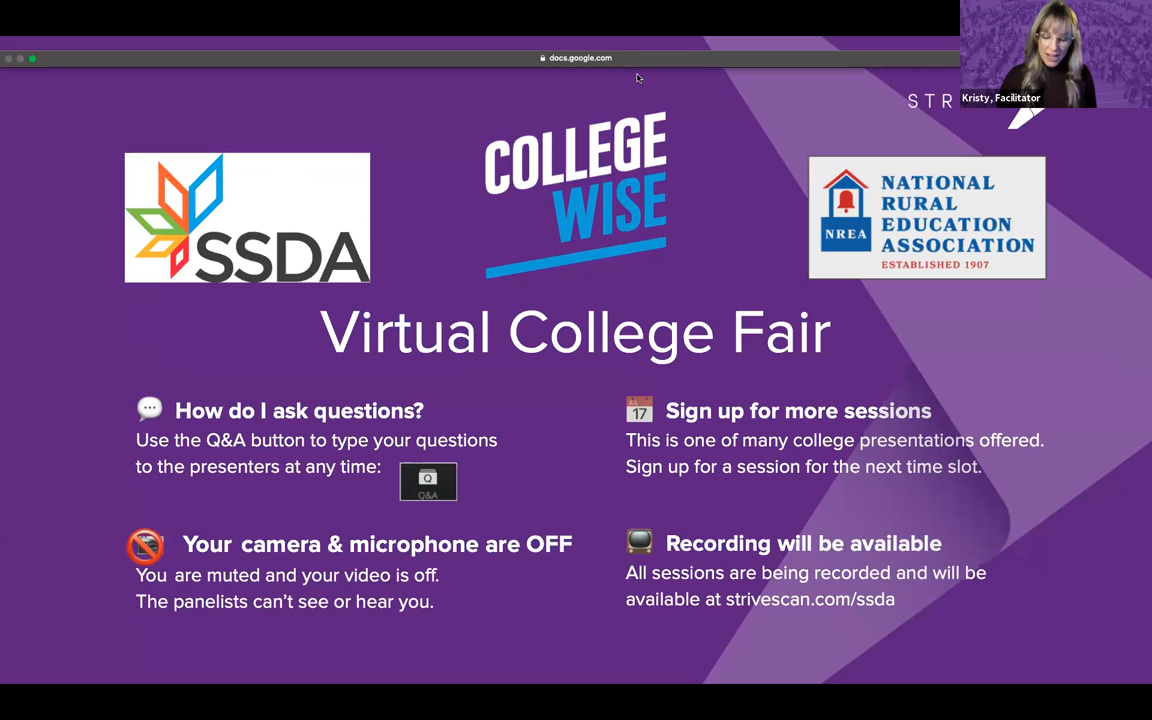 docs.google.com
STR
Kristy, Facilitator
SSDA
COLLEGE
WISE
NREA
NATIONAL
RURAL
EDUCATION
ASSOCIATION
ESTABLISHED 1907
Virtual College Fair
How do I ask questions?
Use the Q&A button to type your questions
to the presenters at any time:
Q
Q&A
Sign up for more sessions
This is one of many college presentations offered.
Sign up for a session for the next time slot.
JUL
17
Your camera & microphone are OFF
You are muted and your video is off.
The panelists can't see or hear you.
Recording will be available
All sessions are being recorded and will be
available at strivescan.com/ssda